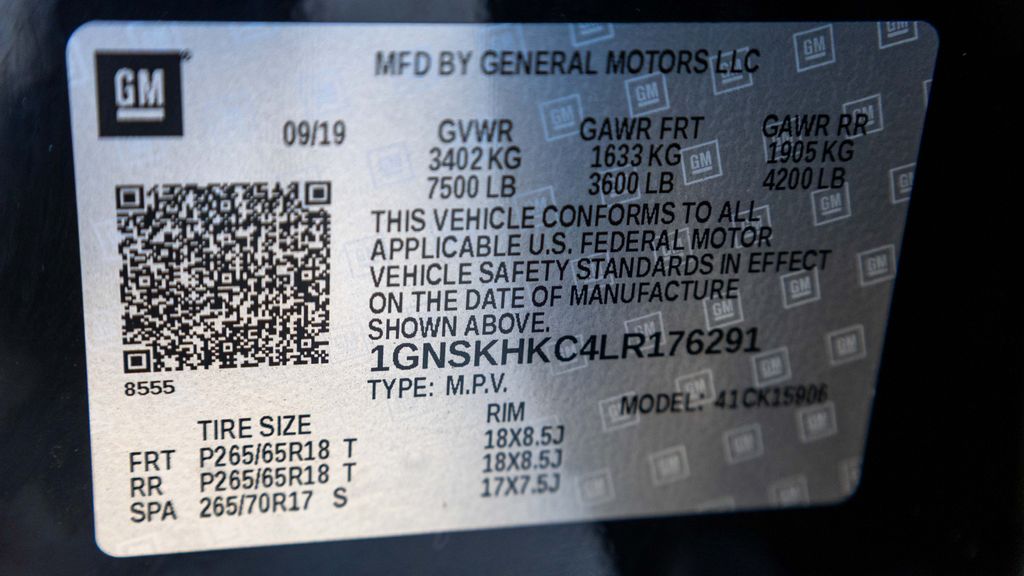 GM
MFD BY GENERAL MOTORS LLC
09/19 GVWR GAWR FRT GAWR RR
3402 KG 1633 KG 1905 KG
7500 LB 3600 LB 4200 LB
THIS VEHICLE CONFORMS TO ALL
APPLICABLE U.S. FEDERAL MOTOR
VEHICLE SAFETY STANDARDS IN EFFECT
ON THE DATE OF MANUFACTURE
SHOWN ABOVE.
1GNSKHKC4LR176291
8555
TYPE: M.P.V. MODEL: 41CK15906
TIRE SIZE RIM
FRT P265/65R18 T 18X8.5J
RR P265/65R18 T 18X8.5J
SPA 265/70R17 S 17X7.5J